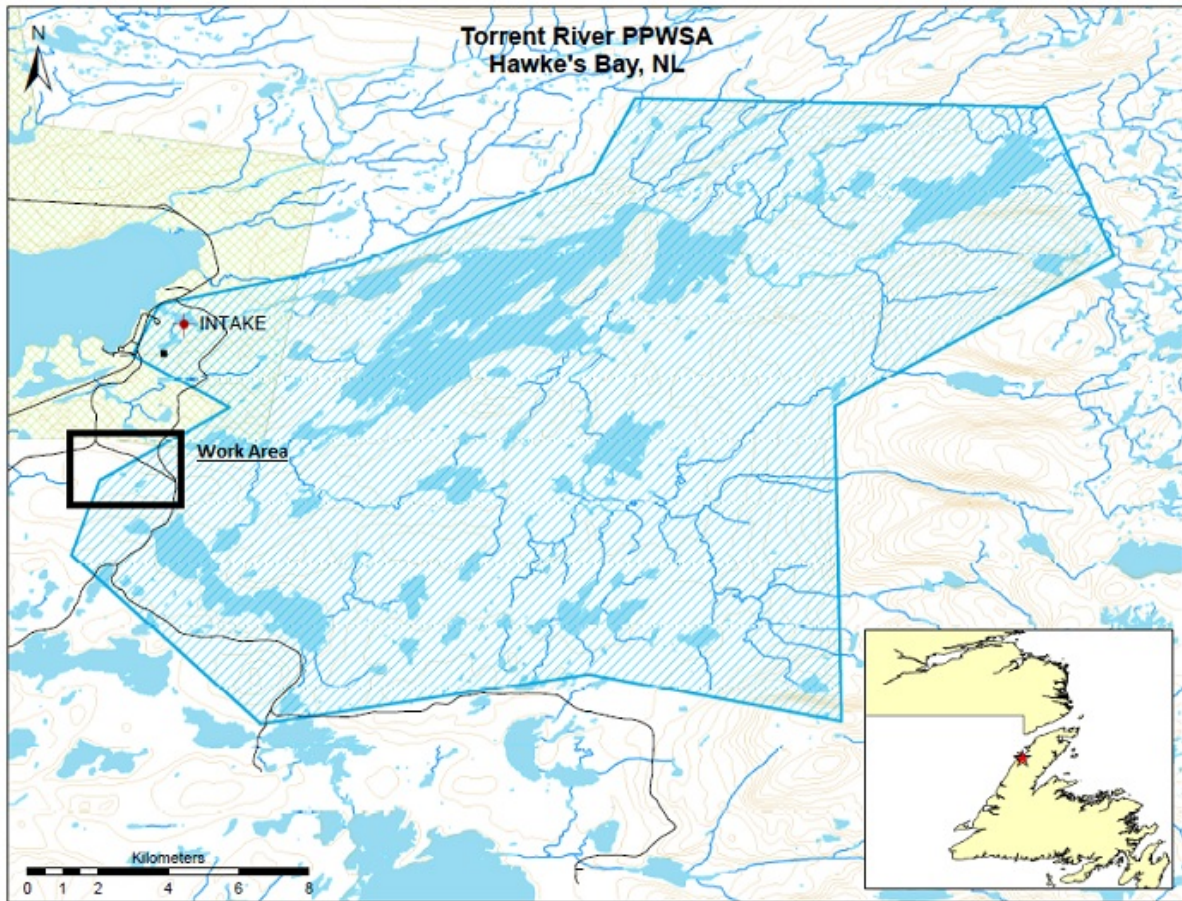 Torrent River PPWSA
Hawke's Bay, NL
N
INTAKE
Work Area
Kilometers
0 1 2 4 6 8